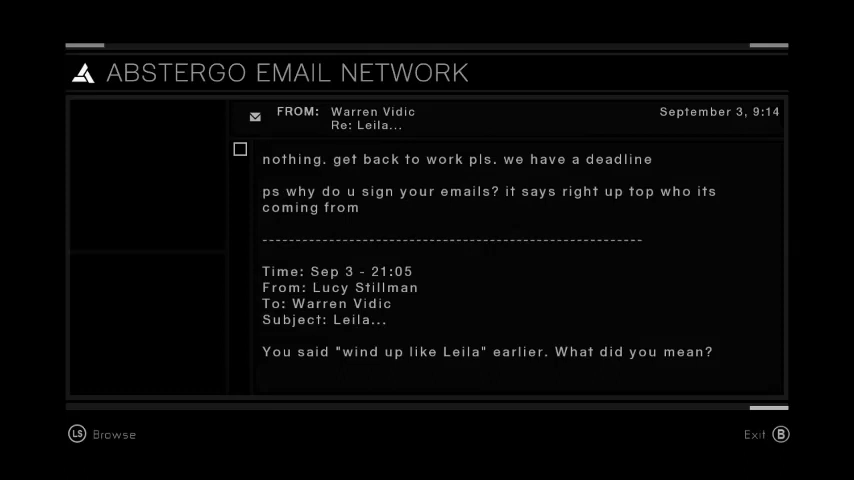 ABSTERGO EMAIL NETWORK
FROM: Warren Vidic September 3, 9:14
Re: Leila...
nothing. get back to work pls. we have a deadline
ps why do u sign your emails? it says right up top who its
coming from
---------------------------------------------------------
Time: Sep 3 - 21:05
From: Lucy Stillman
To: Warren Vidic
Subject: Leila...
You said "wind up like Leila" earlier. What did you mean?
LS Browse Exit B